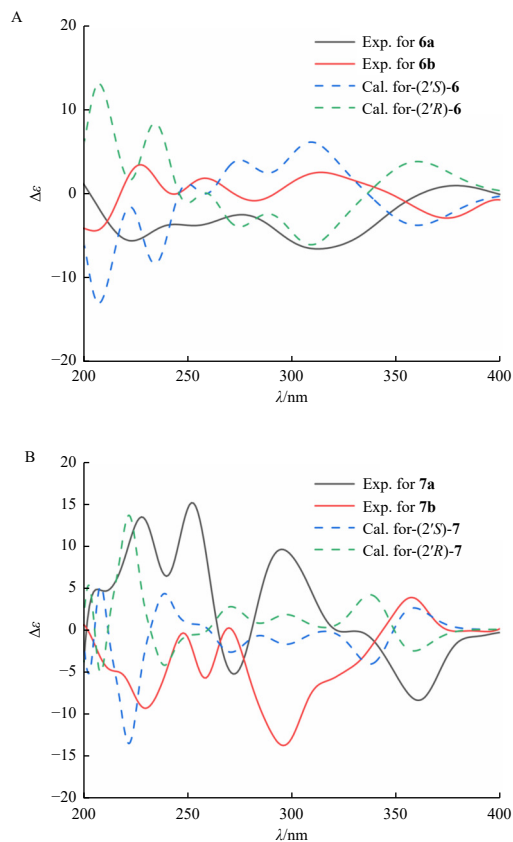 A
20
10
0
−10
−20
Δε
Exp. for 6a
Exp. for 6b
Cal. for-(2′S)-6
Cal. for-(2′R)-6
200 250 300 350 400
λ/nm
B
20
15
10
5
0
−5
−10
−15
−20
Δε
Exp. for 7a
Exp. for 7b
Cal. for-(2′S)-7
Cal. for-(2′R)-7
200 250 300 350 400
λ/nm